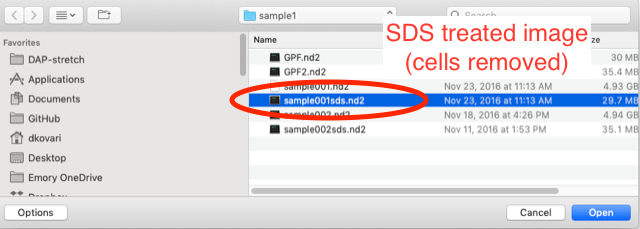 sample1
Search
SDS treated image
(cells removed)
Favorites
DAP-stretch
Applications
Documents
GitHub
dkovari
Desktop
Emory OneDrive
Dropbox
Name
Size
GPF.nd2 30 MB
GPF2.nd2 35.4 MB
sample001.nd2 Nov 23, 2016 at 11:13 AM 4.93 GB
sample001sds.nd2 Nov 23, 2016 at 11:13 AM 29.7 MB
sample002.nd2 Nov 18, 2016 at 4:26 PM 4.94 GB
sample002sds.nd2 Nov 11, 2016 at 1:53 PM 35.1 MB
Options
Cancel
Open